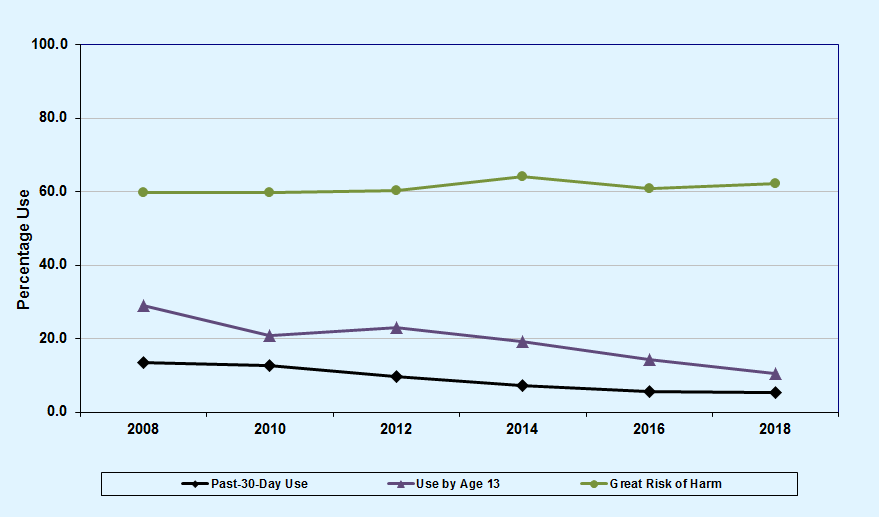 100.0
80.0
60.0
40.0
20.0
0.0
Percentage Use
2008 2010 2012 2014 2016 2018
Past-30-Day Use Use by Age 13 Great Risk of Harm